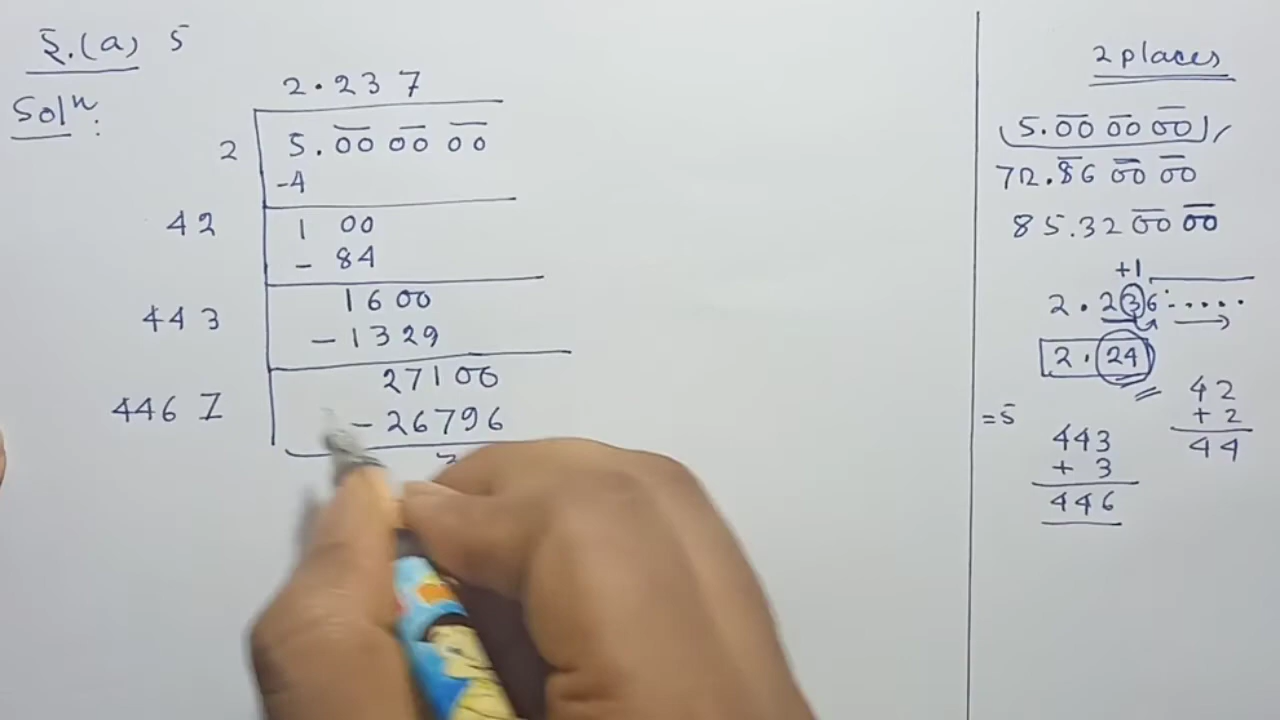 5.(a) 5
Solⁿ:
2.237
2 5.00 00 00
-4
42 1 00
- 84
443 1600
-1329
4467 27100
-26796
3
2 places
5.00 00 00
72.86 00 00
85.32 00 00
+1
2.236.....
2.24
42
+2
44
=5
443
+ 3
446